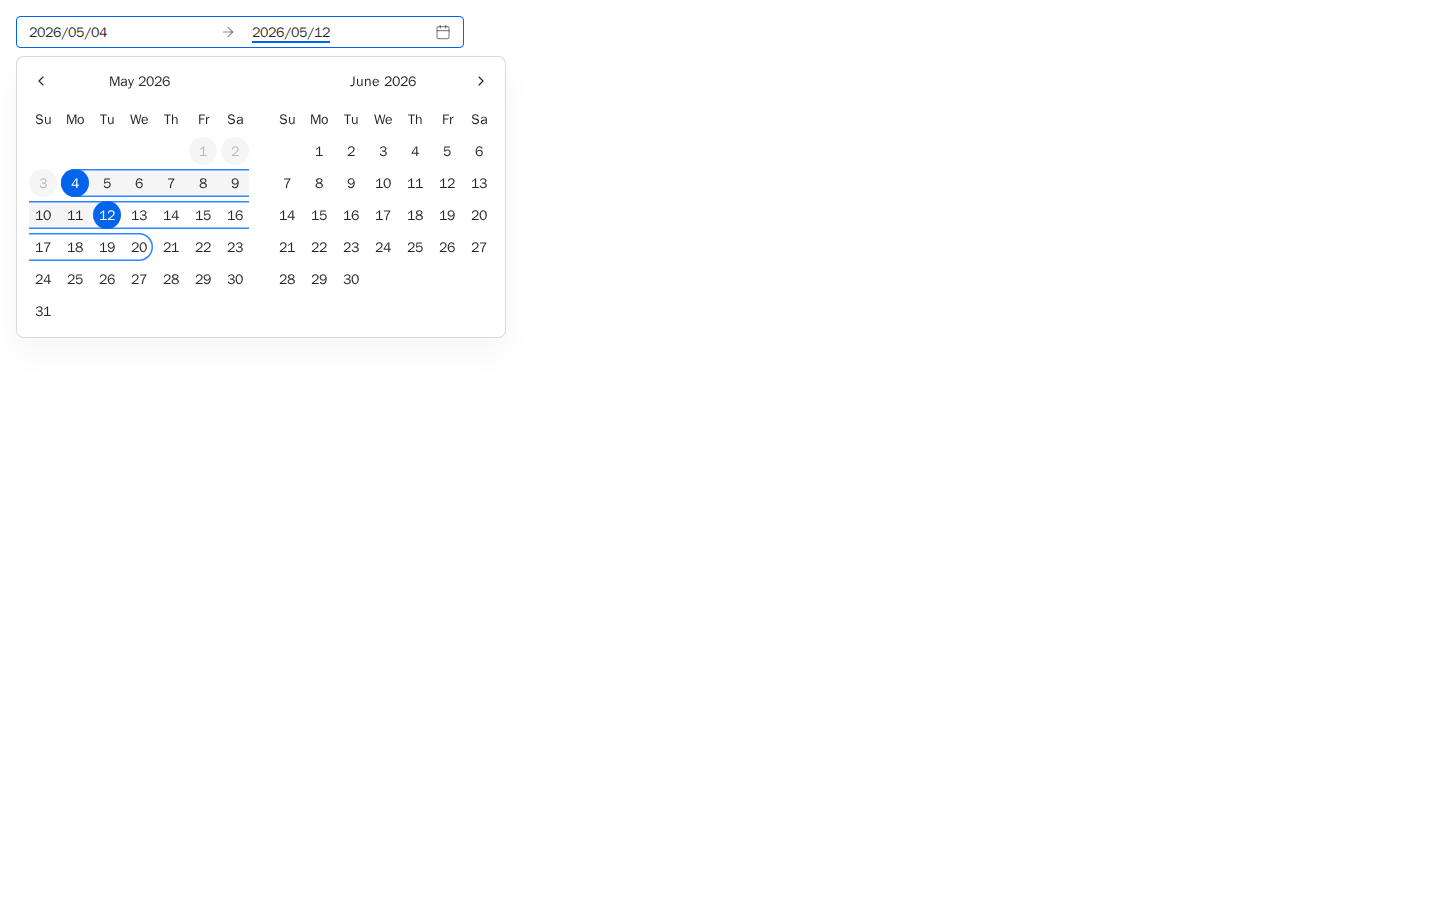 2026/05/04 2026/05/12
May 2026
Su Mo Tu We Th Fr Sa
1 2
3 4 5 6 7 8 9
10 11 12 13 14 15 16
17 18 19 20 21 22 23
24 25 26 27 28 29 30
31
June 2026
Su Mo Tu We Th Fr Sa
1 2 3 4 5 6
7 8 9 10 11 12 13
14 15 16 17 18 19 20
21 22 23 24 25 26 27
28 29 30